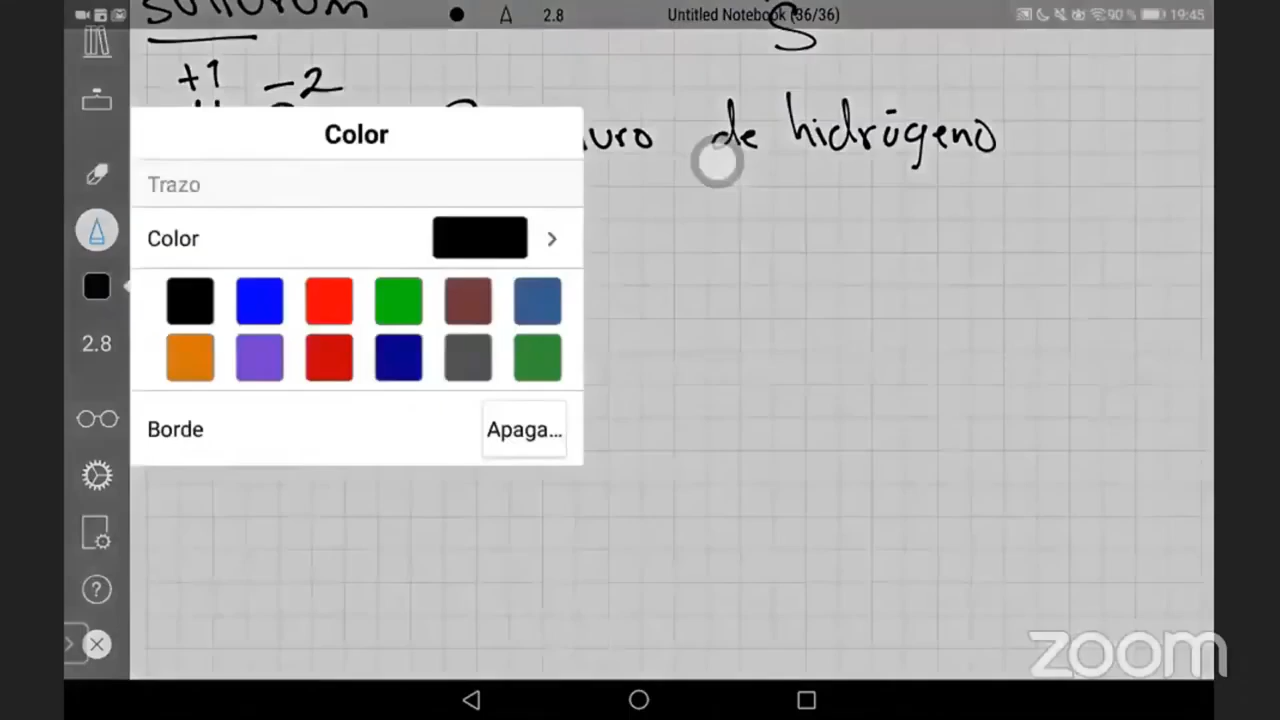 2.8 Untitled Notebook (36/36) 90 % 19:45
sulfurum S
+1 -2
de hidrógeno
Color
Trazo
Color
2.8
Borde Apaga...
zoom